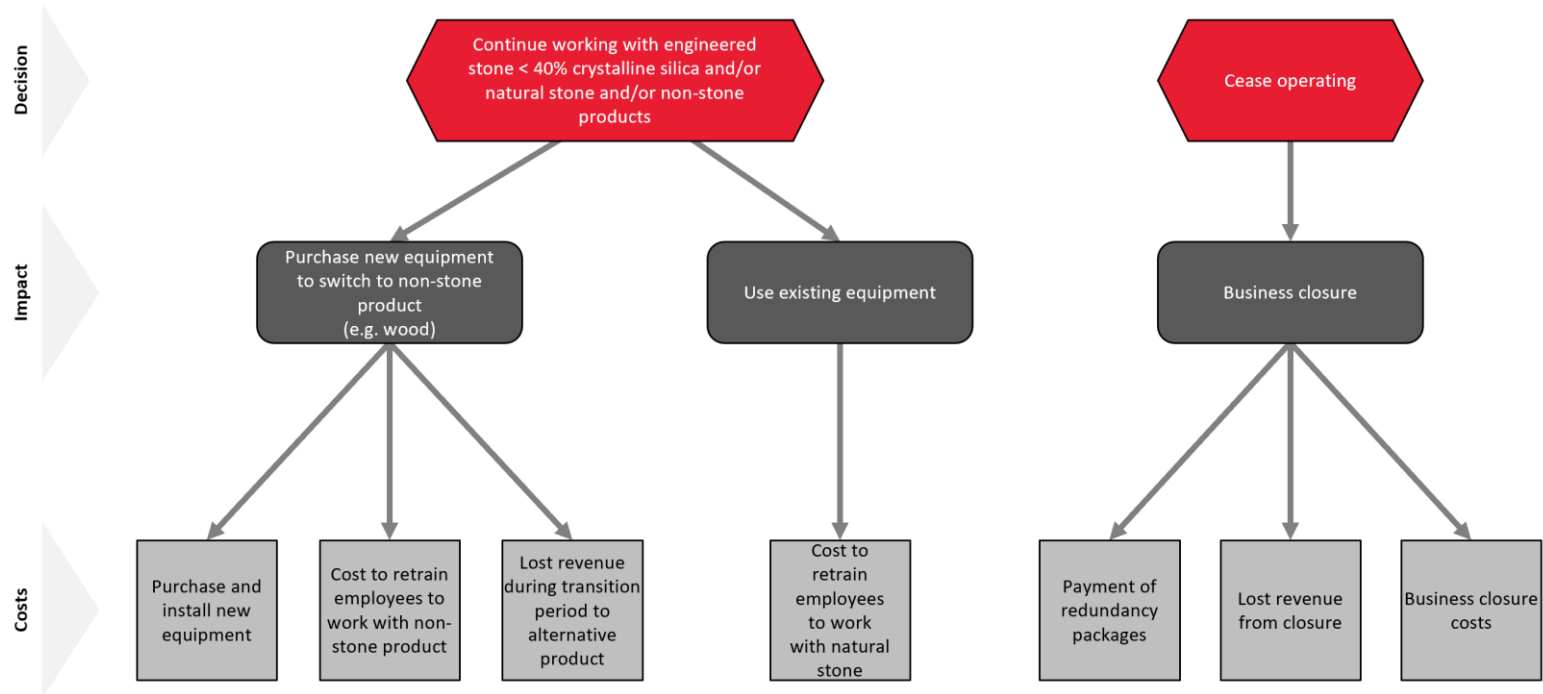 Decision
Continue working with engineered
stone < 40% crystalline silica and/or
natural stone and/or non-stone
products
Cease operating
Impact
Purchase new equipment
to switch to non-stone
product
(e.g. wood)
Use existing equipment
Business closure
Costs
Purchase and
install new
equipment
Cost to retrain
employees to
work with non-
stone product
Lost revenue
during transition
period to
alternative
product
Cost to
retrain
employees
to work
with natural
stone
Payment of
redundancy
packages
Lost revenue
from closure
Business closure
costs